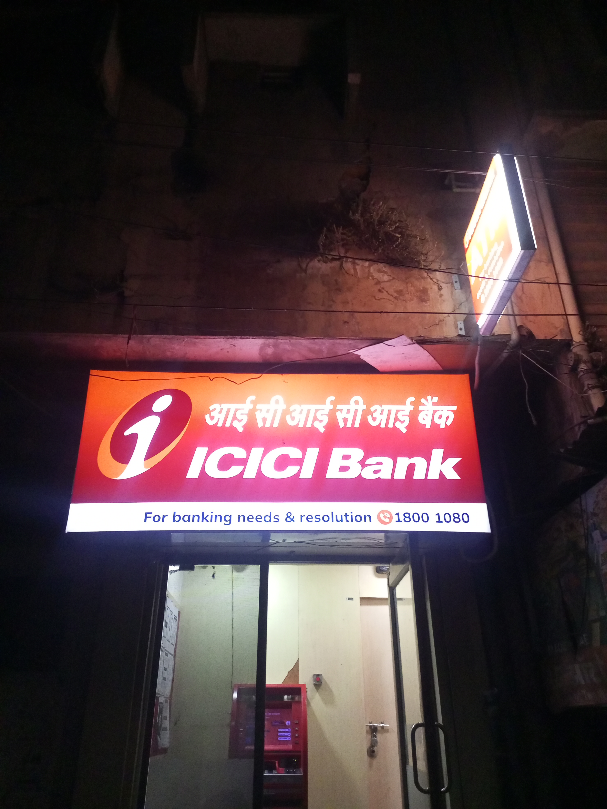 आई सी आई सी आई बैंक
ICICI Bank
For banking needs & resolution 1800 1080